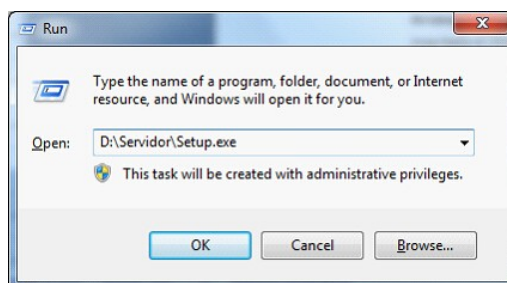 Run
Type the name of a program, folder, document, or Internet
resource, and Windows will open it for you.
Open: D:\Servidor\Setup.exe
This task will be created with administrative privileges.
OK Cancel Browse...